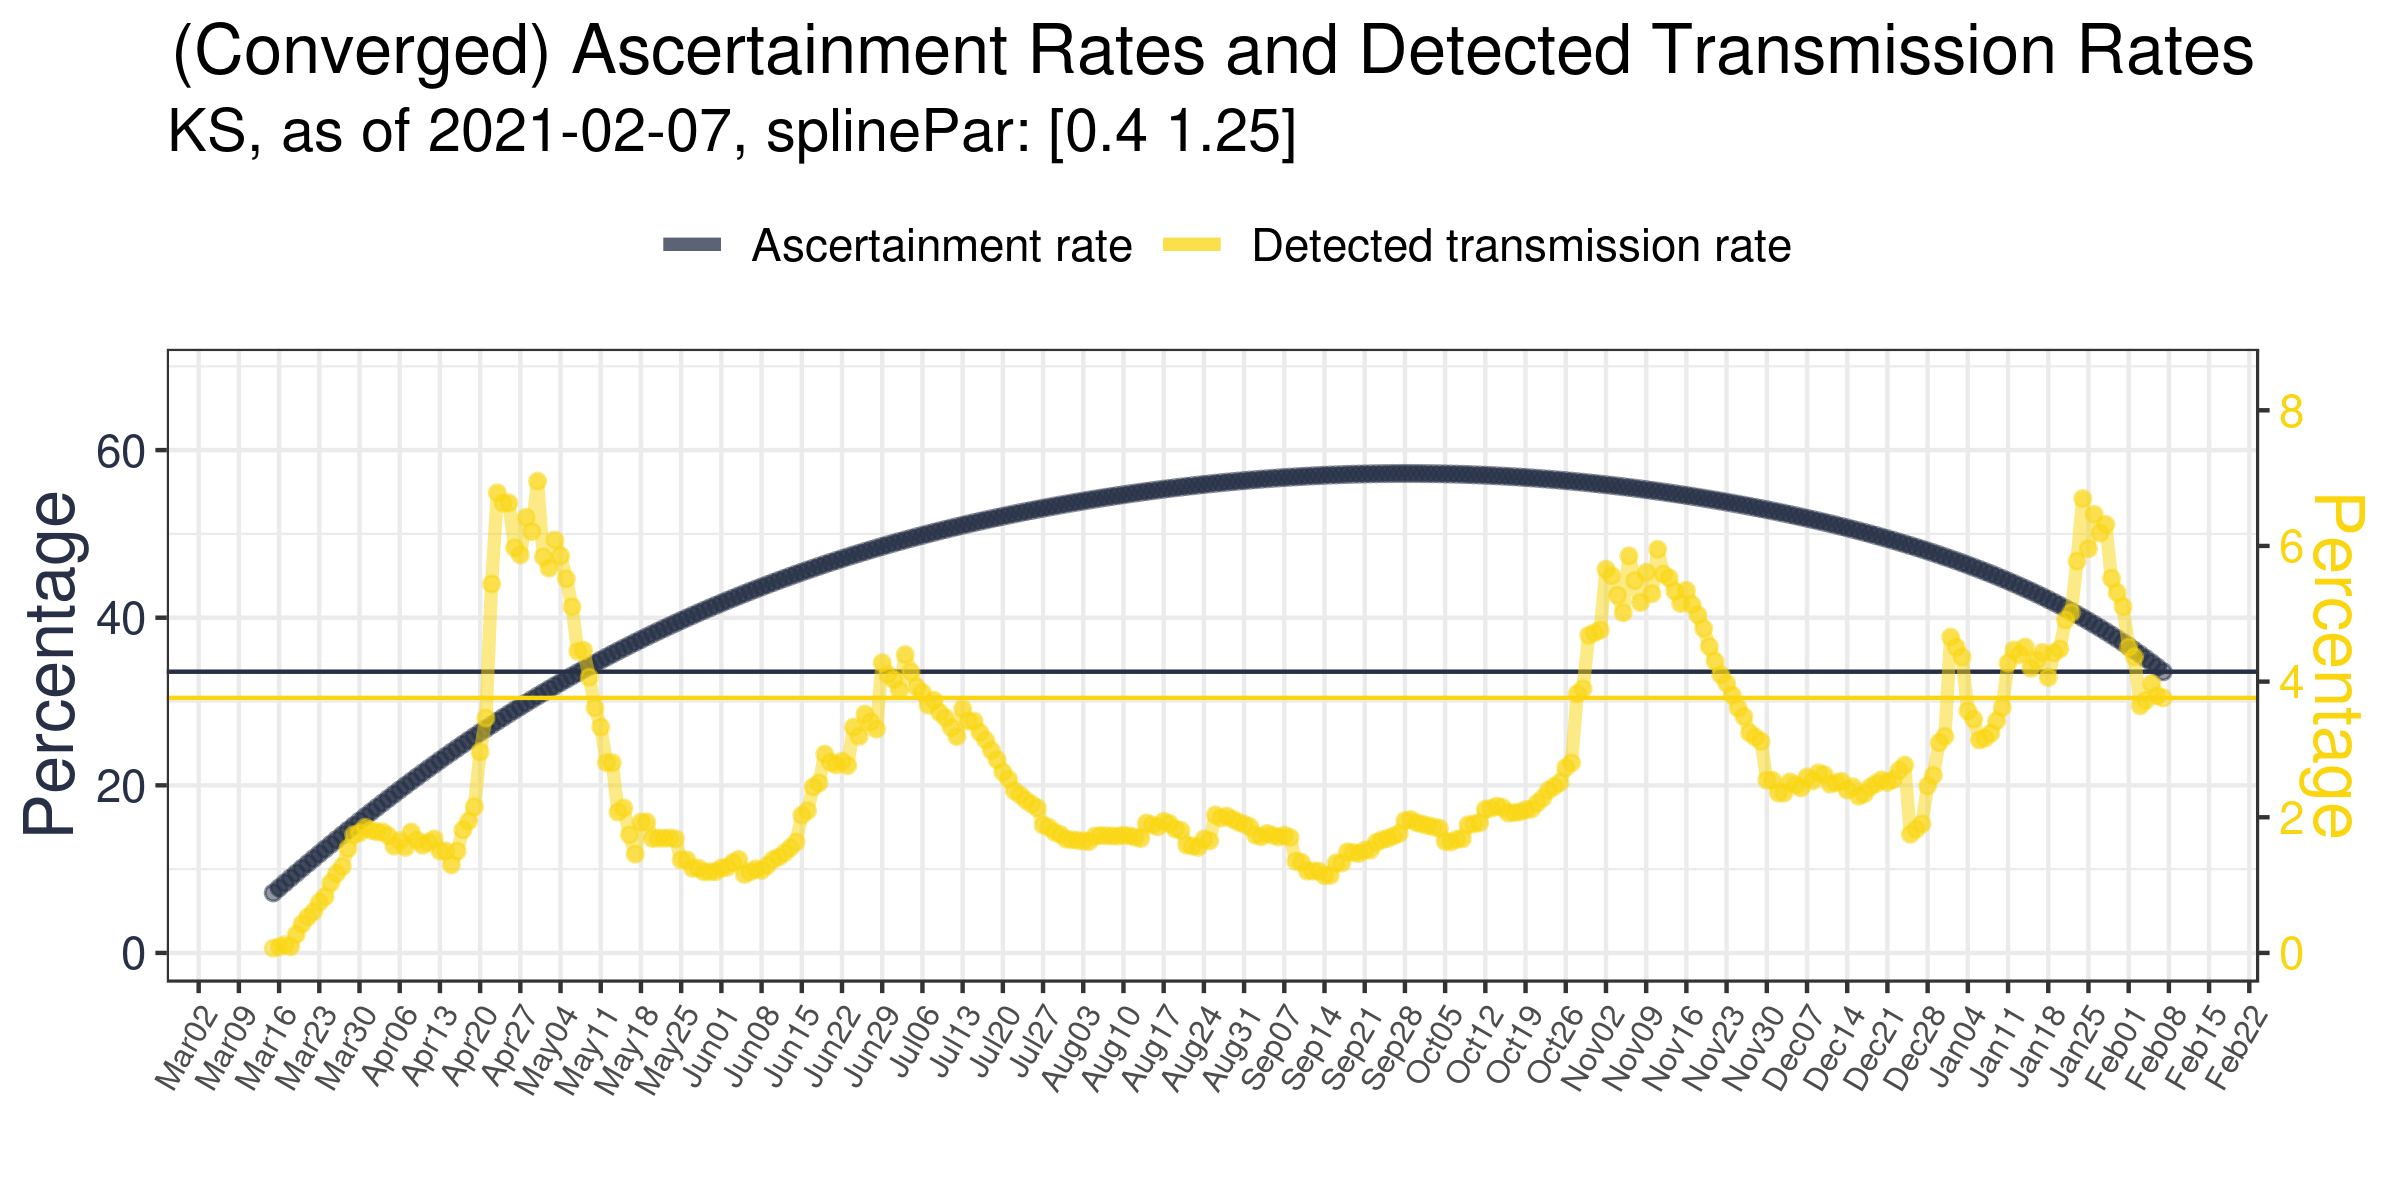 (Converged) Ascertainment Rates and Detected Transmission Rates
KS, as of 2021-02-07, splinePar: [0.4 1.25]
Ascertainment rate Detected transmission rate
Percentage
60
40
20
0
8
6
4
2
0
Percentage
Mar02 Mar09 Mar16 Mar23 Mar30 Apr06 Apr13 Apr20 Apr27 May04 May11 May18 May25 Jun01 Jun08 Jun15 Jun22 Jun29 Jul06 Jul13 Jul20 Jul27 Aug03 Aug10 Aug17 Aug24 Aug31 Sep07 Sep14 Sep21 Sep28 Oct05 Oct12 Oct19 Oct26 Nov02 Nov09 Nov16 Nov23 Nov30 Dec07 Dec14 Dec21 Dec28 Jan04 Jan11 Jan18 Jan25 Feb01 Feb08 Feb15 Feb22